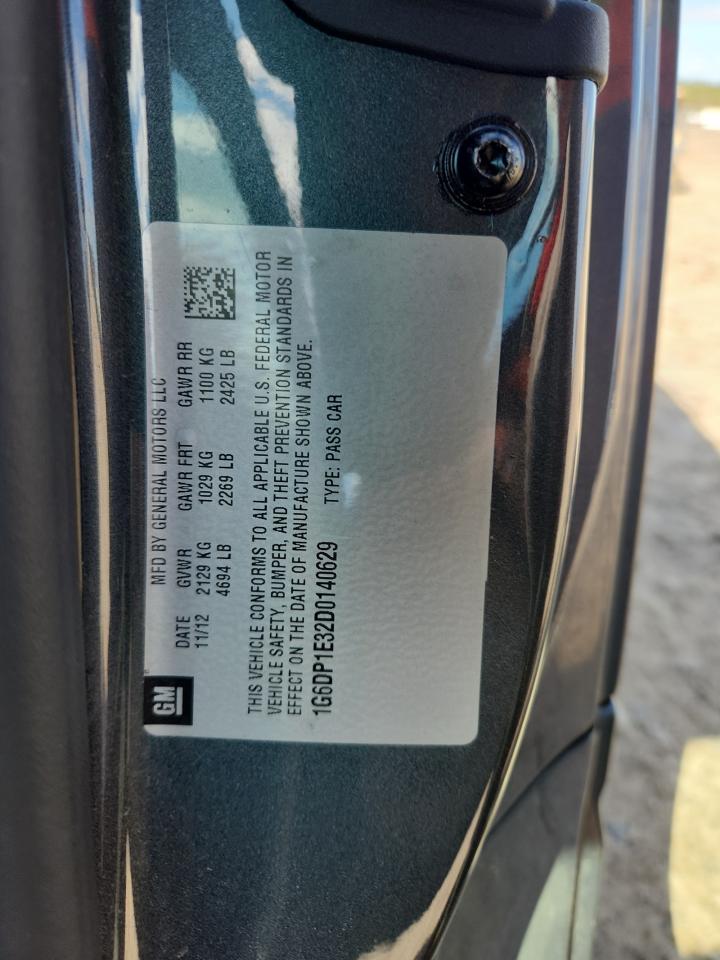 GM
MFD BY GENERAL MOTORS LLC
DATE GVWR GAWR FRT GAWR RR
11/12 2129 KG 1029 KG 1100 KG
4694 LB 2269 LB 2425 LB
THIS VEHICLE CONFORMS TO ALL APPLICABLE U.S. FEDERAL MOTOR
VEHICLE SAFETY, BUMPER, AND THEFT PREVENTION STANDARDS IN
EFFECT ON THE DATE OF MANUFACTURE SHOWN ABOVE.
1G6DP1E32D0140629 TYPE: PASS CAR